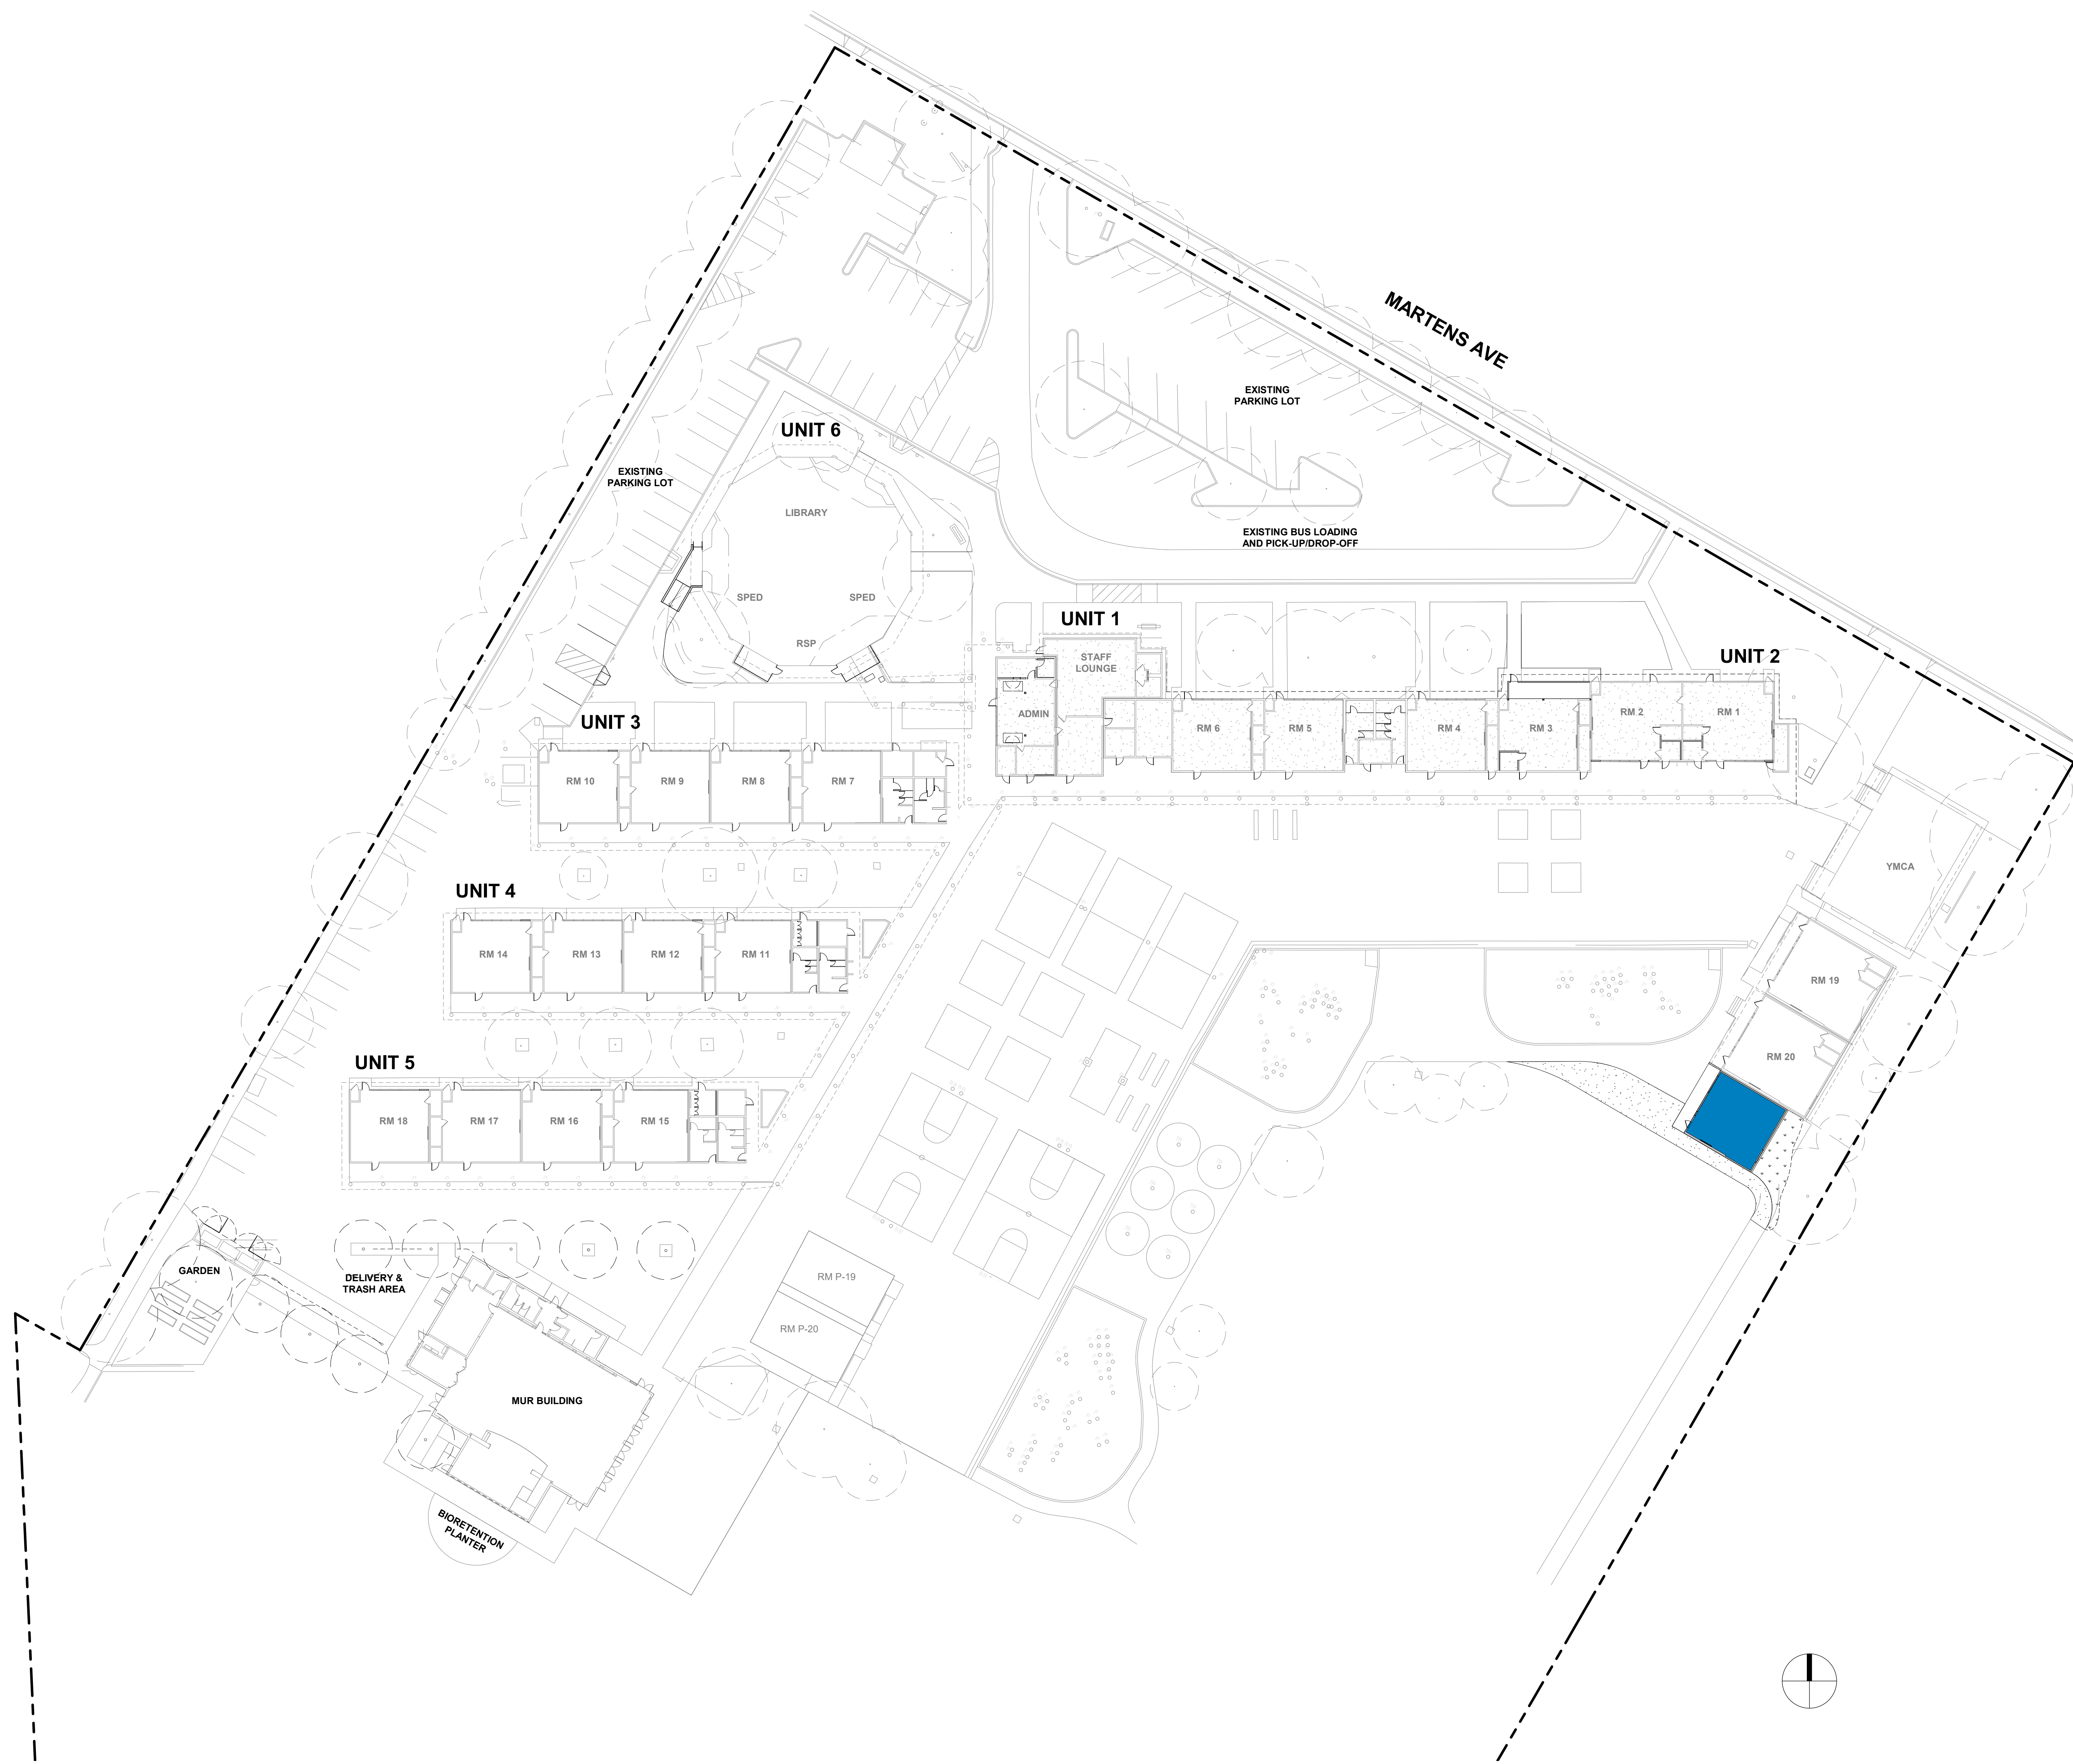 MARTENS AVE
EXISTING
PARKING LOT
UNIT 6
EXISTING
PARKING LOT
LIBRARY
EXISTING BUS LOADING
AND PICK-UP/DROP-OFF
SPED
SPED
RSP
UNIT 1
STAFF
LOUNGE
UNIT 2
ADMIN
RM 6
RM 5
RM 4
RM 3
RM 2
RM 1
UNIT 3
RM 10
RM 9
RM 8
RM 7
YMCA
UNIT 4
RM 14
RM 13
RM 12
RM 11
RM 19
RM 20
UNIT 5
RM 18
RM 17
RM 16
RM 15
GARDEN
DELIVERY &
TRASH AREA
RM P-19
RM P-20
MUR BUILDING
BIORETENTION
PLANTER